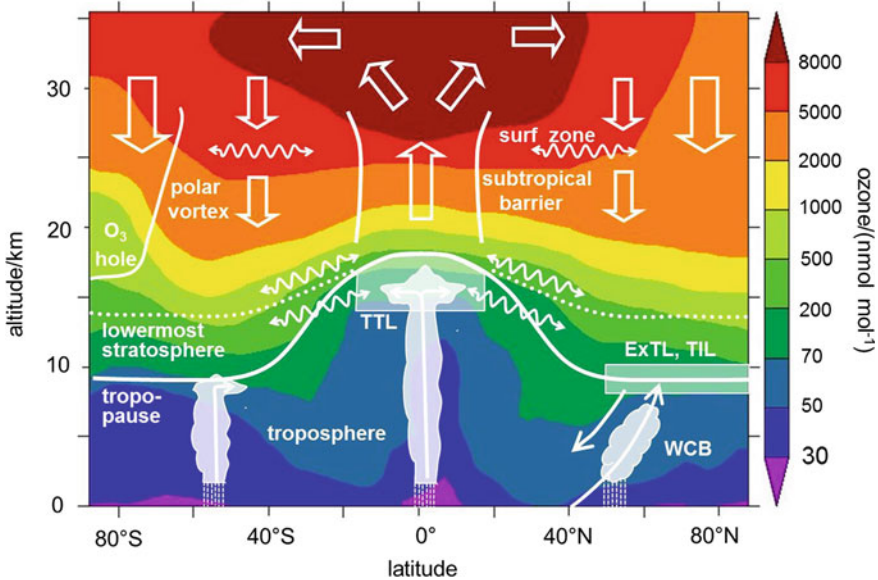 30
20
10
0
altitude/km
80°S
40°S
0°
40°N
80°N
latitude
surf zone
polar
vortex
subtropical
barrier
O₃
hole
lowermost
stratosphere
TTL
ExTL, TIL
tropo-
pause
troposphere
WCB
8000
5000
2000
1000
500
200
70
50
30
ozone/(nmol mol⁻¹)